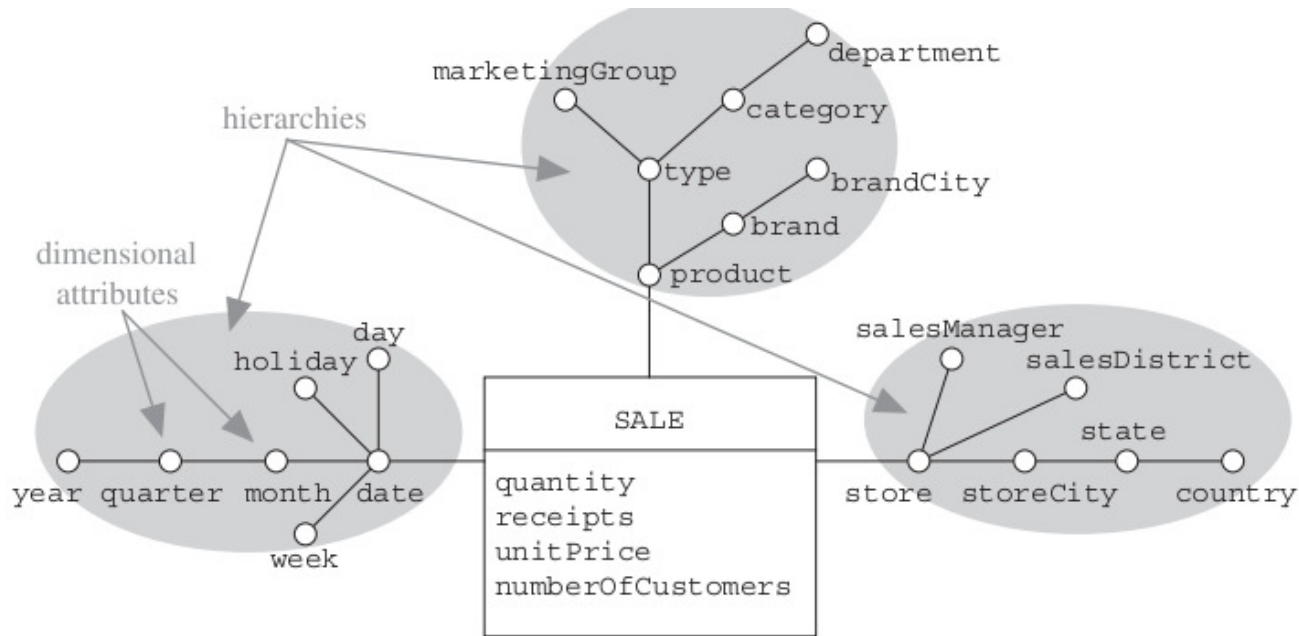 department
marketingGroup
category
hierarchies
type
brandCity
brand
dimensional
attributes
product
day
holiday
salesManager
salesDistrict
SALE
state
year quarter month date
store storeCity country
quantity
receipts
week
unitPrice
numberOfCustomers